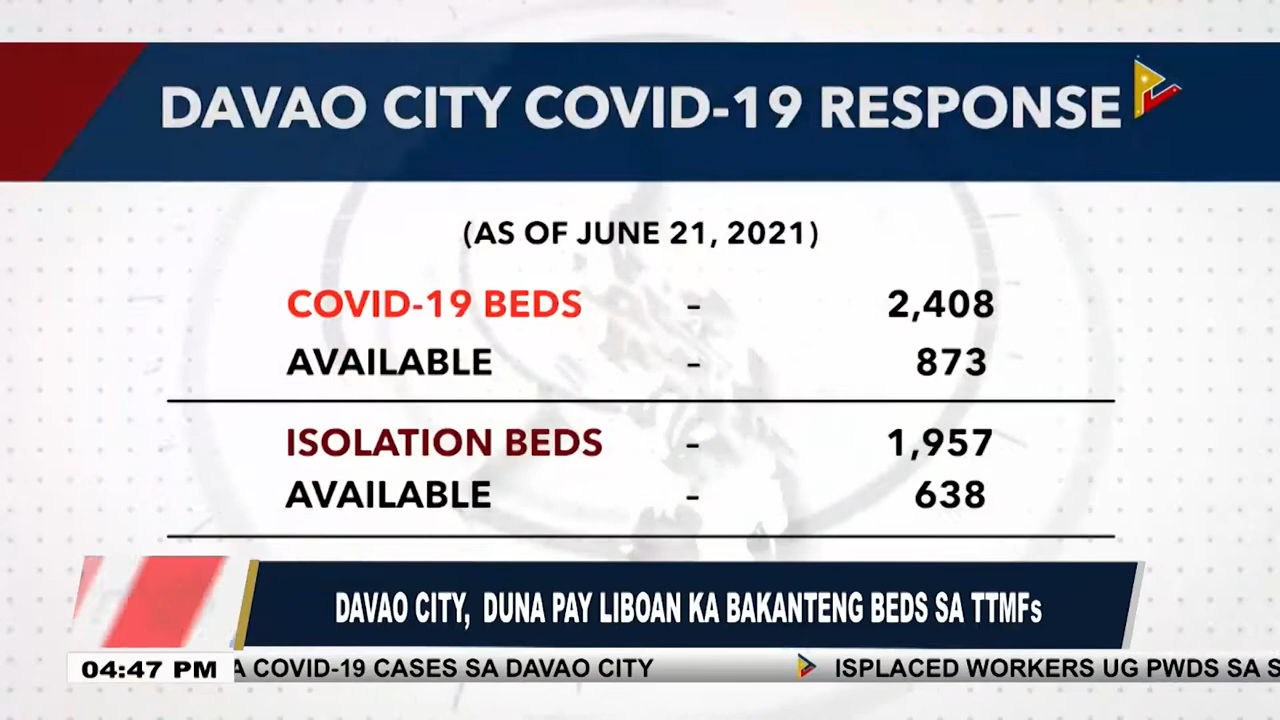 DAVAO CITY COVID-19 RESPONSE
(AS OF JUNE 21, 2021)
COVID-19 BEDS - 2,408
AVAILABLE - 873
ISOLATION BEDS - 1,957
AVAILABLE - 638
DAVAO CITY, DUNA PAY LIBOAN KA BAKANTENG BEDS SA TTMFs
04:47 PM A COVID-19 CASES SA DAVAO CITY ISPLACED WORKERS UG PWDS SA S